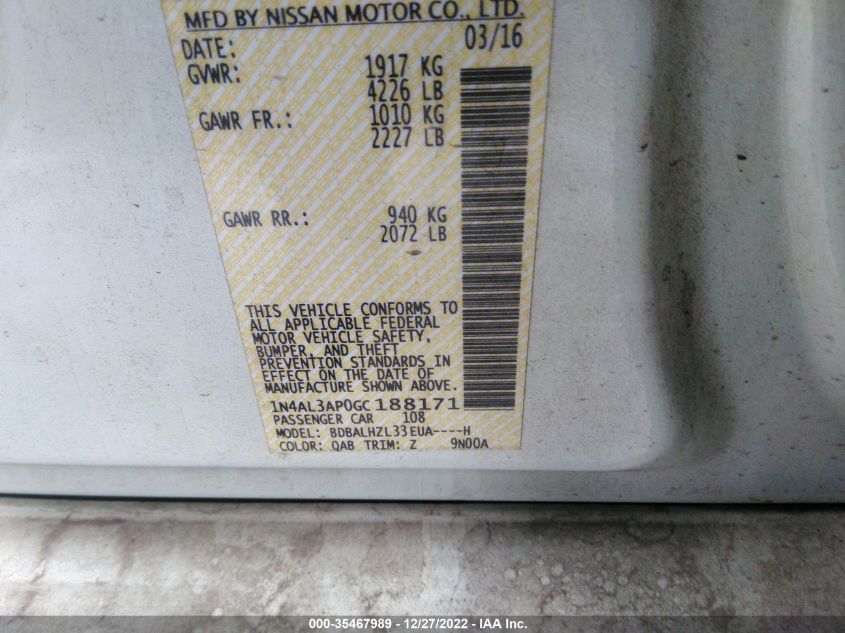 MFD BY NISSAN MOTOR CO., LTD.
DATE: 03/16
GVWR: 1917 KG
4226 LB
GAWR FR.: 1010 KG
2227 LB
GAWR RR.: 940 KG
2072 LB
THIS VEHICLE CONFORMS TO
ALL APPLICABLE FEDERAL
MOTOR VEHICLE SAFETY,
BUMPER, AND THEFT
PREVENTION STANDARDS IN
EFFECT ON THE DATE OF
MANUFACTURE SHOWN ABOVE.
1N4AL3AP0GC188171
PASSENGER CAR 108
MODEL: BDBALHZL33EUA----H
COLOR: QAB TRIM: Z 9N00A
000-35467989 - 12/27/2022 - IAA Inc.